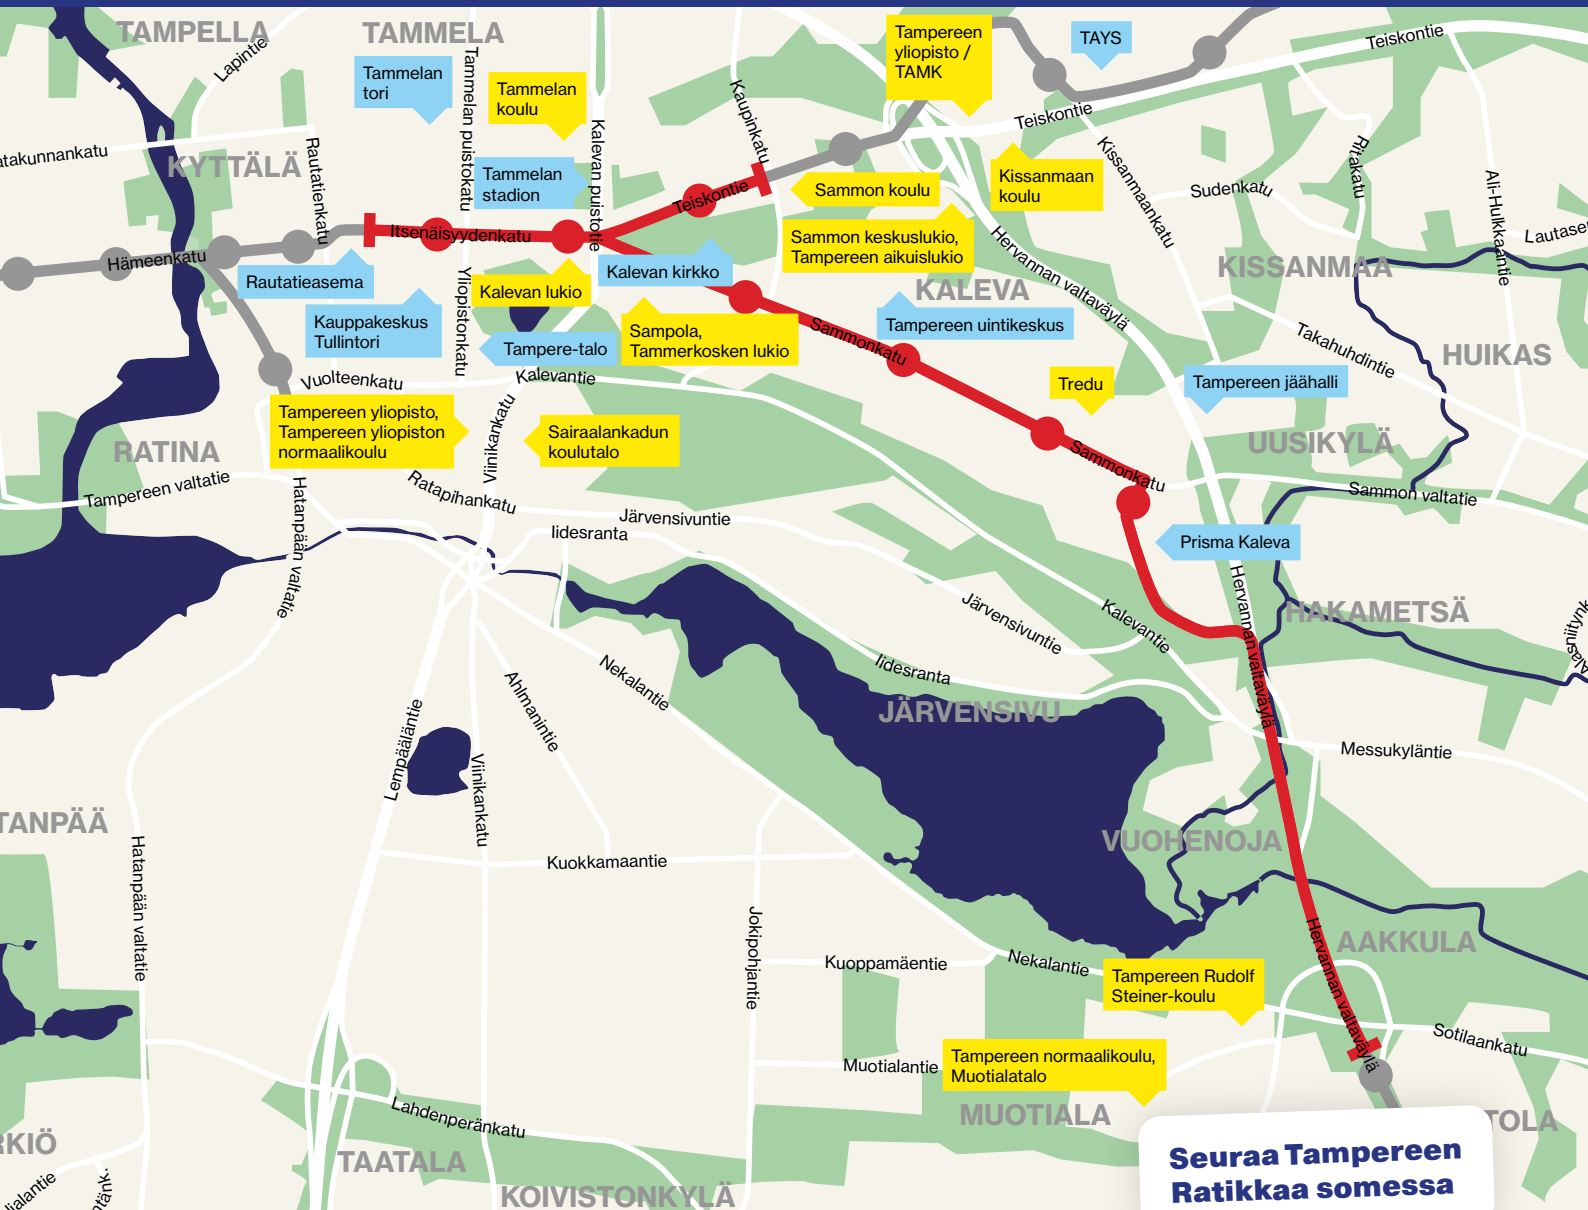 TAMPELLA
TAMMELA
Lapintie
Tammelan
tori
Tammelan puistokatu
Tammelan
koulu
Kalevan puistotie
Kaupinkatu
Tampereen
yliopisto /
TAMK
TAYS
Teiskontie
Teiskontie
atakunnankatu
KYTTÄLÄ
Rautatienkatu
Tammelan
stadion
Teiskontie
Sammon koulu
Kissanmaan
koulu
Kissanmaankatu
Sudenkatu
Ritakatu
Ali-Huikkaantie
Lautase
Hämeenkatu
Itsenäisyydenkatu
Sammon keskuslukio,
Tampereen aikuislukio
Hervannan valtaväylä
KISSANMAA
Rautatieasema
Yliopistonkatu
Kalevan lukio
Kalevan kirkko
KALEVA
Kauppakeskus
Tullintori
Tampere-talo
Sampola,
Tammerkosken lukio
Sammonkatu
Tampereen uintikeskus
Takahuhdintie
HUIKAS
Vuolteenkatu
Kalevantie
Tredu
Tampereen jäähalli
Tampereen yliopisto,
Tampereen yliopiston
normaalikoulu
Viinikankatu
Sairaalankadun
koulutalo
RATINA
UUSIKYLÄ
Sammonkatu
Tampereen valtatie
Hatanpään valtatie
Ratapihankatu
Järvensivuntie
Iidesranta
Sammon valtatie
Prisma Kaleva
Hervannan valtaväylä
HAKAMETSÄ
Järvensivuntie
Kalevantie
Nekalantie
Iidesranta
JÄRVENSIVU
Ahlmanintie
Lempääläntie
Viinikankatu
Messukyläntie
TANPÄÄ
Hatanpään valtatie
Kuokkamaantie
VUOHENOJA
Jokipohjantie
Hervannan valtaväylä
AAKKULA
Kuoppamäentie
Nekalantie
Tampereen Rudolf
Steiner-koulu
Sotilaankatu
Muotialantie
Tampereen normaalikoulu,
Muotialatalo
Lahdenperänkatu
MUOTIALA
TOLA
RKIÖ
TAATALA
KOIVISTONKYLÄ
Seuraa Tampereen
Ratikkaa somessa